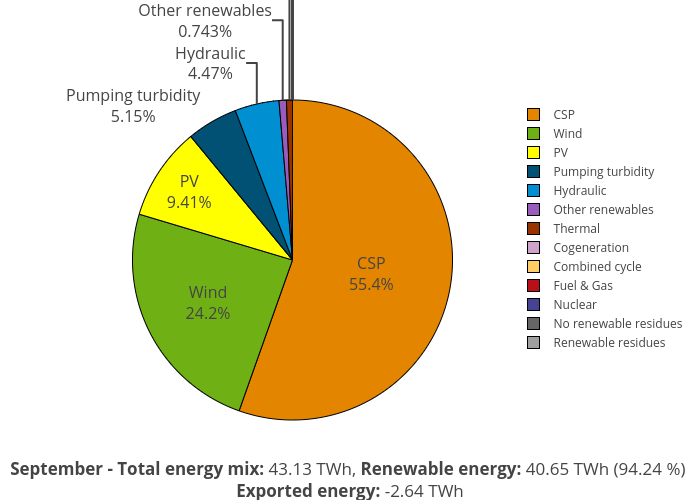 Other renewables
0.743%
Hydraulic
4.47%
Pumping turbidity
5.15%
PV
9.41%
CSP
55.4%
Wind
24.2%
CSP
Wind
PV
Pumping turbidity
Hydraulic
Other renewables
Thermal
Cogeneration
Combined cycle
Fuel & Gas
Nuclear
No renewable residues
Renewable residues
September - Total energy mix: 43.13 TWh, Renewable energy: 40.65 TWh (94.24 %)
Exported energy: -2.64 TWh